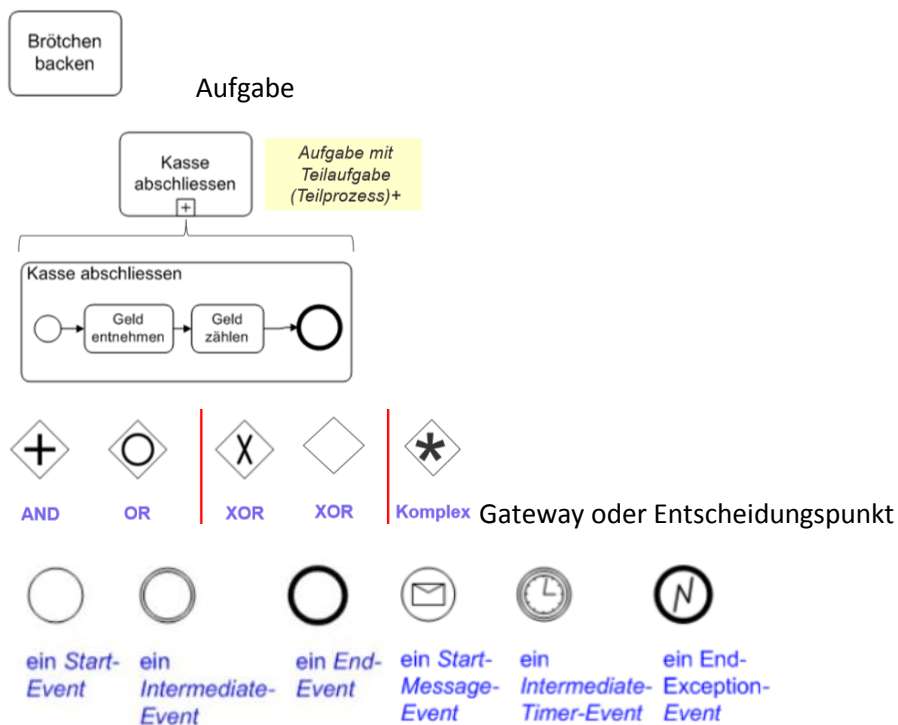 Brötchen
backen
Aufgabe
Kasse
abschliessen
Aufgabe mit
Teilaufgabe
(Teilprozess)+
Kasse abschliessen
Geld
entnehmen
Geld
zählen
AND
OR
XOR
XOR
Komplex
Gateway oder Entscheidungspunkt
ein Start-
Event
ein
Intermediate-
Event
ein End-
Event
ein Start-
Message-
Event
ein
Intermediate-
Timer-Event
ein End-
Exception-
Event